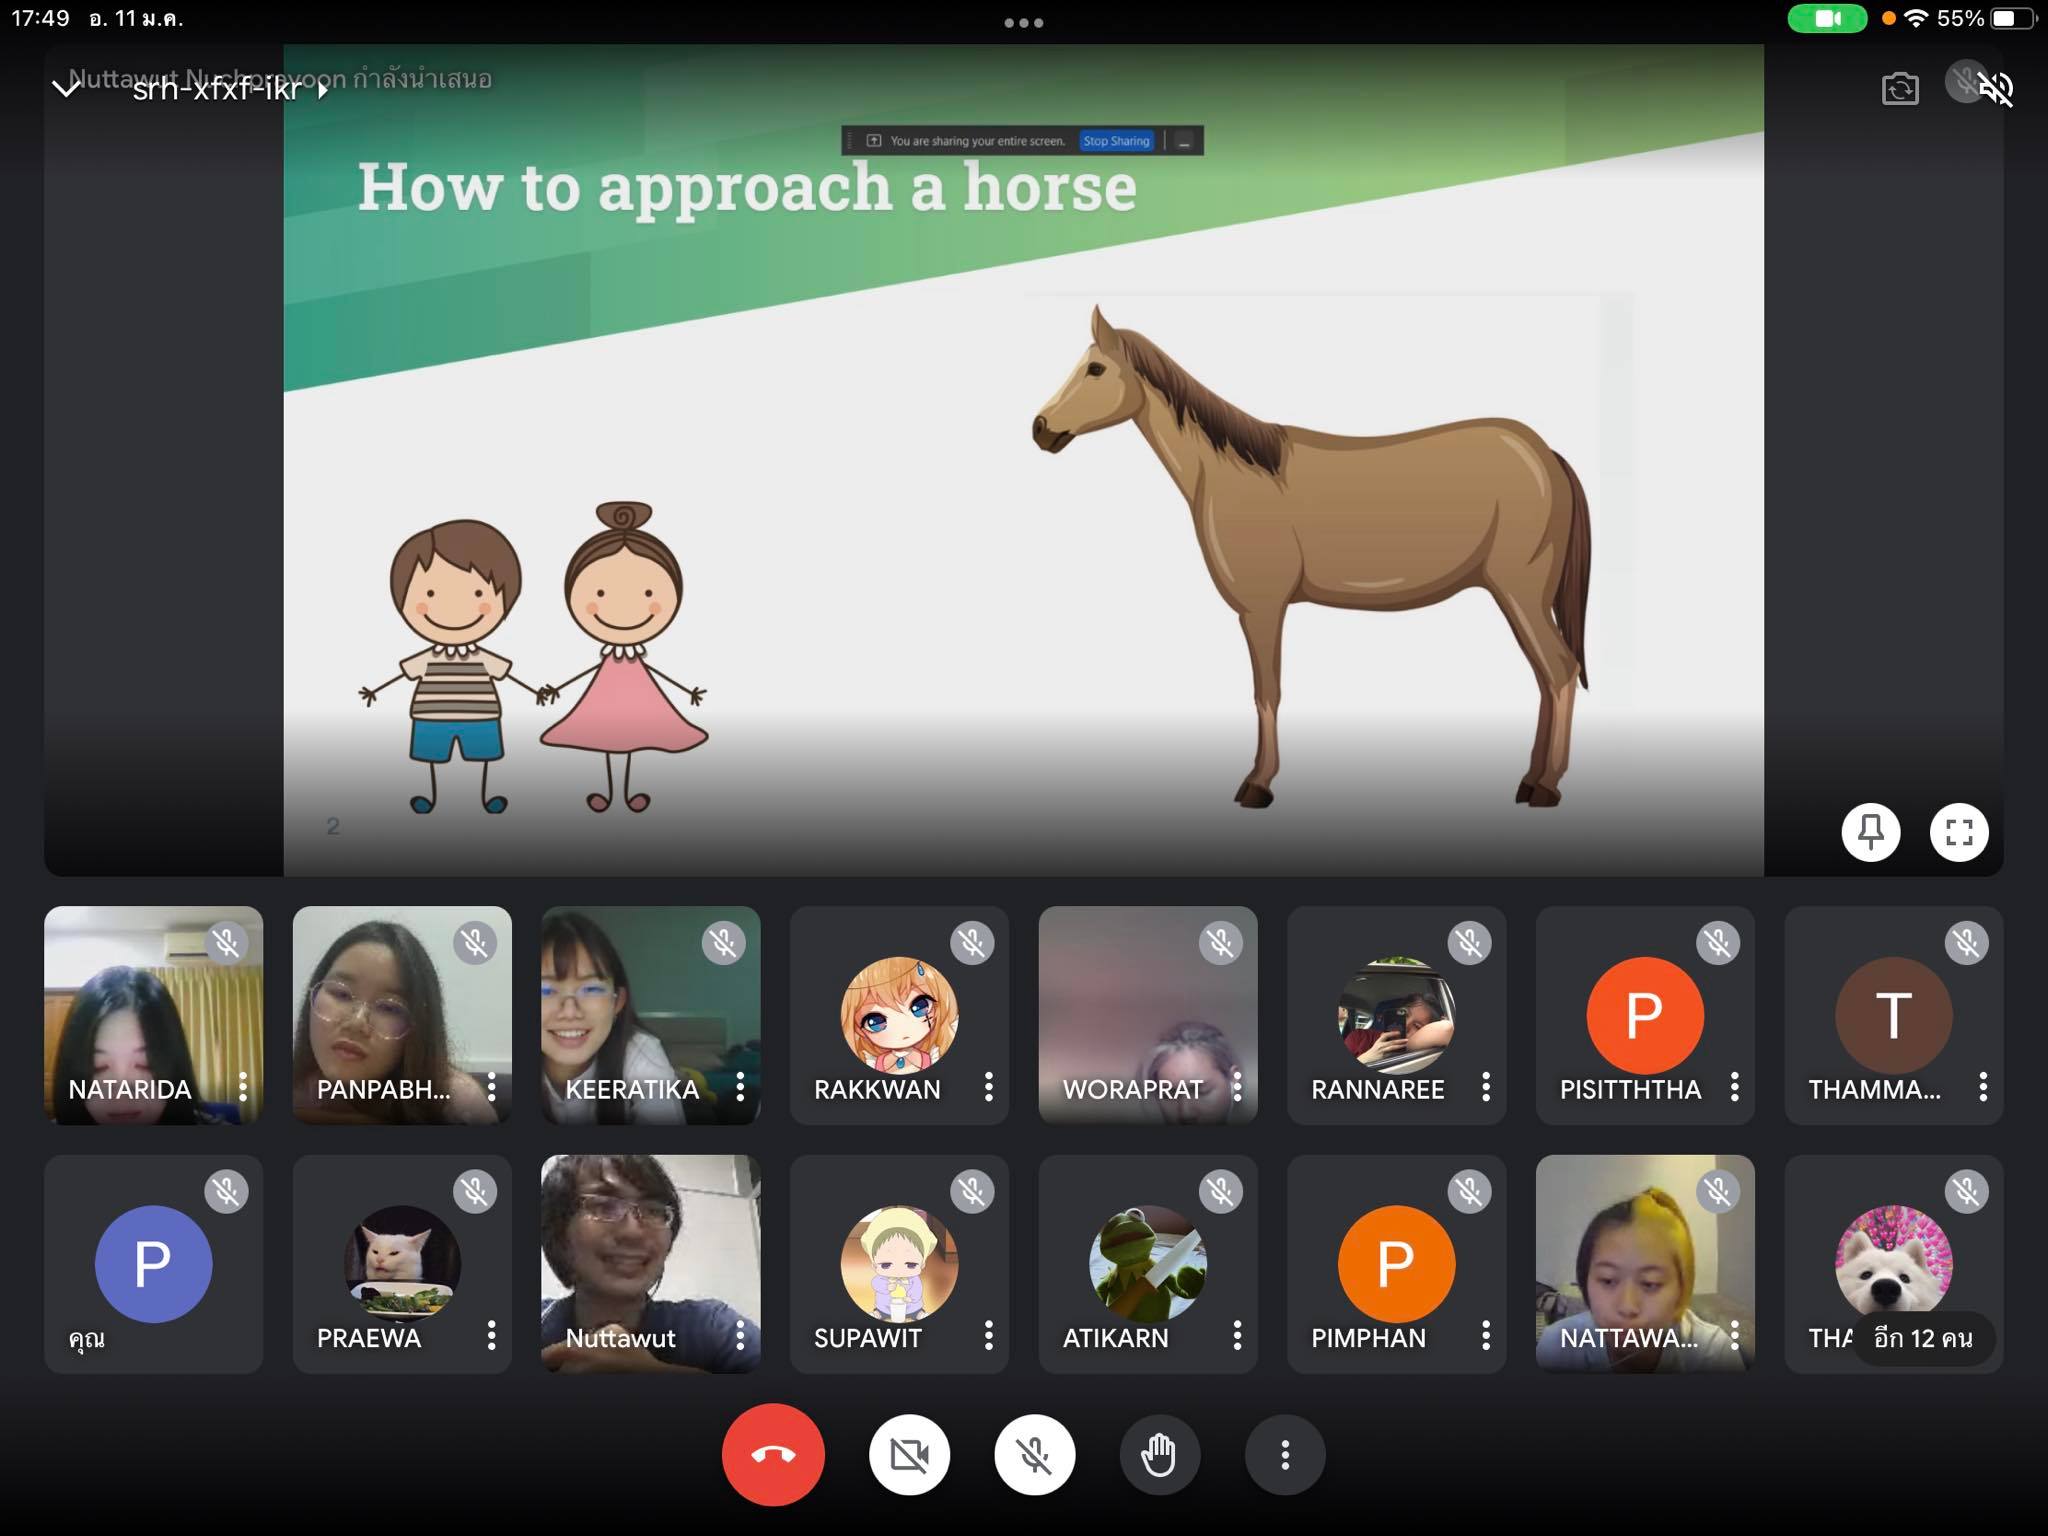 17:49 อ. 11 ม.ค.
55%
Nuttawut Nuchprayoon กำลังนำเสนอ
srh-xfxf-ikr
You are sharing your entire screen. Stop Sharing
How to approach a horse
2
NATARIDA
PANPABH...
KEERATIKA
RAKKWAN
WORAPRAT
RANNAREE
P
PISITTHTHA
T
THAMMA...
P
คุณ
PRAEWA
Nuttawut
SUPAWIT
ATIKARN
P
PIMPHAN
NATTAWA...
THA
อีก 12 คน